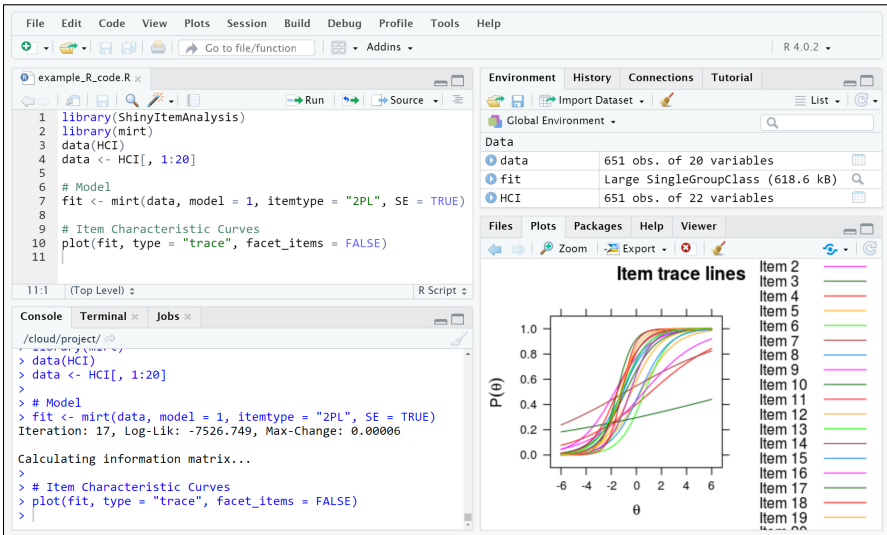 File Edit Code View Plots Session Build Debug Profile Tools Help
Go to file/function Addins R 4.0.2
example_R_code.R
Run Source
1 library(ShinyItemAnalysis)
2 library(mirt)
3 data(HCI)
4 data <- HCI[, 1:20]
5
6 # Model
7 fit <- mirt(data, model = 1, itemtype = "2PL", SE = TRUE)
8
9 # Item Characteristic Curves
10 plot(fit, type = "trace", facet_items = FALSE)
11
11:1 (Top Level) R Script
Console Terminal Jobs
/cloud/project/
> library(mirt)
> data(HCI)
> data <- HCI[, 1:20]
>
> # Model
> fit <- mirt(data, model = 1, itemtype = "2PL", SE = TRUE)
Iteration: 17, Log-Lik: -7526.749, Max-Change: 0.00006
Calculating information matrix...
>
> # Item Characteristic Curves
> plot(fit, type = "trace", facet_items = FALSE)
>
Environment History Connections Tutorial
Import Dataset List
Global Environment
Data
data 651 obs. of 20 variables
fit Large SingleGroupClass (618.6 kB)
HCI 651 obs. of 22 variables
Files Plots Packages Help Viewer
Zoom Export
Item trace lines
P(θ)
1.0
0.8
0.6
0.4
0.2
0.0
-6 -4 -2 0 2 4 6
θ
Item 2
Item 3
Item 4
Item 5
Item 6
Item 7
Item 8
Item 9
Item 10
Item 11
Item 12
Item 13
Item 14
Item 15
Item 16
Item 17
Item 18
Item 19